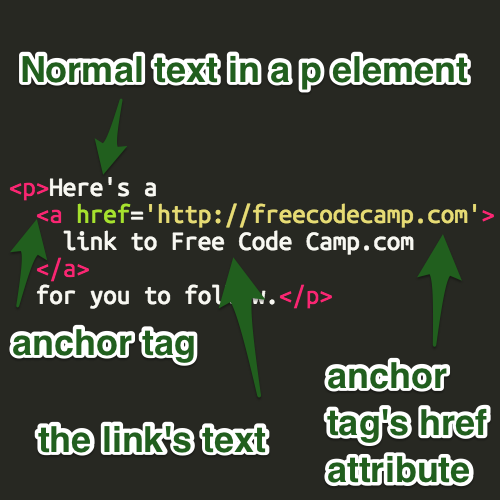 Normal text in a p element
<p>Here's a
<a href='http://freecodecamp.com'>
link to Free Code Camp.com
</a>
for you to follow.</p>
anchor tag
the link's text
anchor
tag's href
attribute